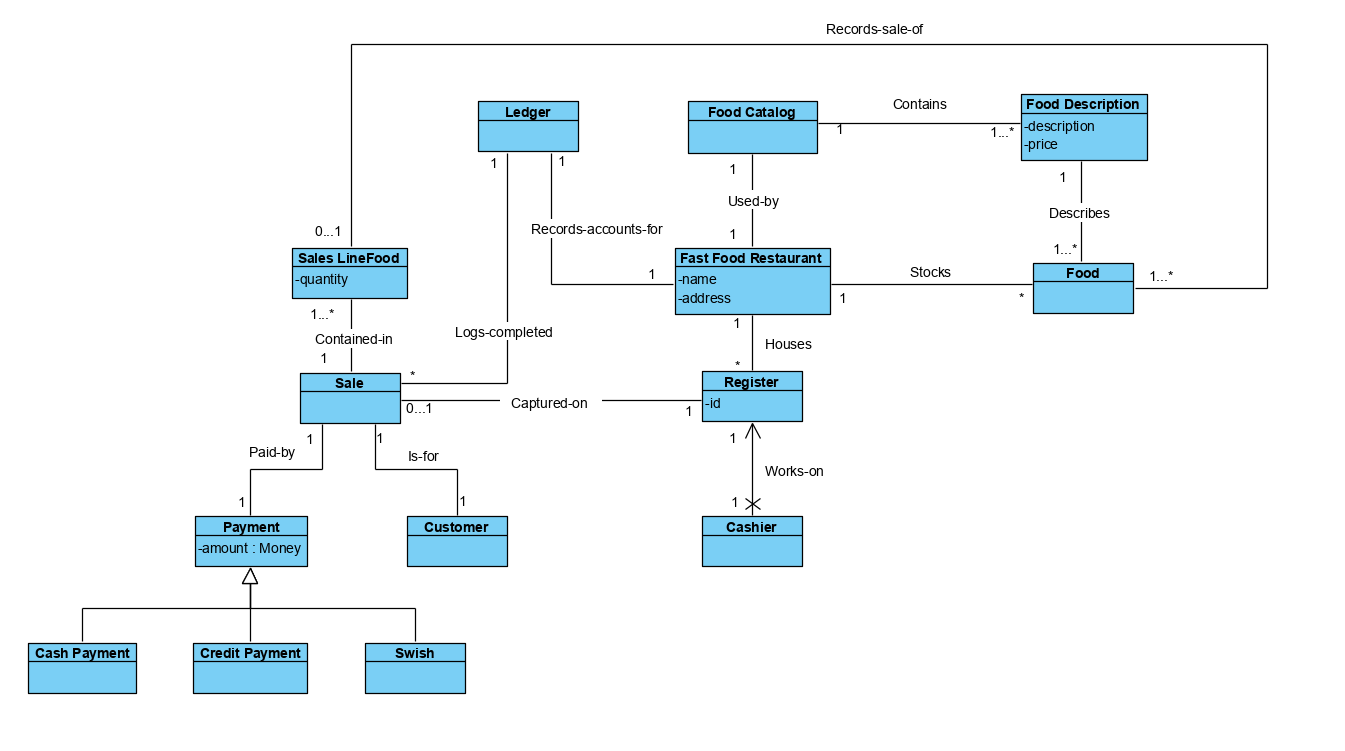 Records-sale-of
Ledger
Food Catalog
Contains
Food Description
-description
-price
1
1...*
1
1
1
1
Used-by
Describes
0...1
Records-accounts-for
1
1...*
Sales LineFood
-quantity
Fast Food Restaurant
-name
-address
1
Stocks
Food
1...*
1
*
1...*
Contained-in
Logs-completed
1
Houses
1
*
*
Sale
0...1
Captured-on
1
Register
-id
1
1
1
Paid-by
Is-for
Works-on
1
1
1
Payment
-amount : Money
Customer
Cashier
Cash Payment
Credit Payment
Swish